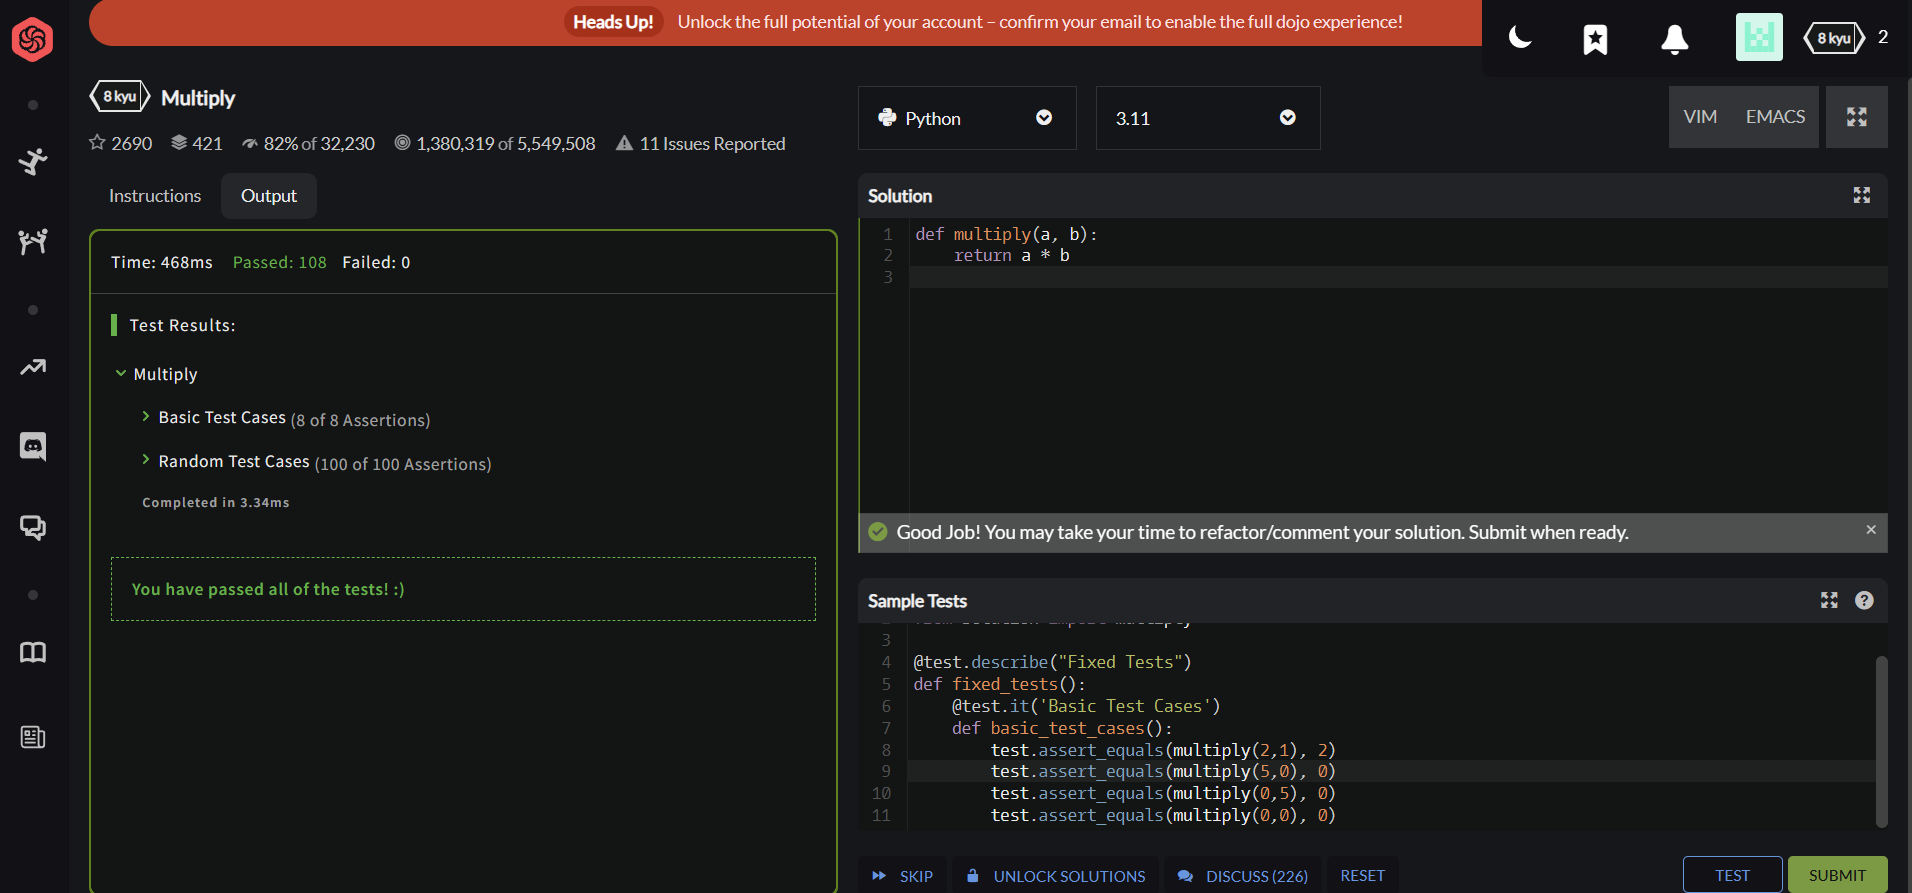 Heads Up! Unlock the full potential of your account – confirm your email to enable the full dojo experience!
8 kyu 2
8 kyu Multiply
2690 421 82% of 32,230 1,380,319 of 5,549,508 11 Issues Reported
Python 3.11 VIM EMACS
Instructions Output
Time: 468ms Passed: 108 Failed: 0
Test Results:
Multiply
Basic Test Cases (8 of 8 Assertions)
Random Test Cases (100 of 100 Assertions)
Completed in 3.34ms
You have passed all of the tests! :)
Solution
1 def multiply(a, b):
2     return a * b
3
Good Job! You may take your time to refactor/comment your solution. Submit when ready. ×
Sample Tests
3
4 @test.describe("Fixed Tests")
5 def fixed_tests():
6     @test.it('Basic Test Cases')
7     def basic_test_cases():
8         test.assert_equals(multiply(2,1), 2)
9         test.assert_equals(multiply(5,0), 0)
10         test.assert_equals(multiply(0,5), 0)
11         test.assert_equals(multiply(0,0), 0)
SKIP UNLOCK SOLUTIONS DISCUSS (226) RESET TEST SUBMIT